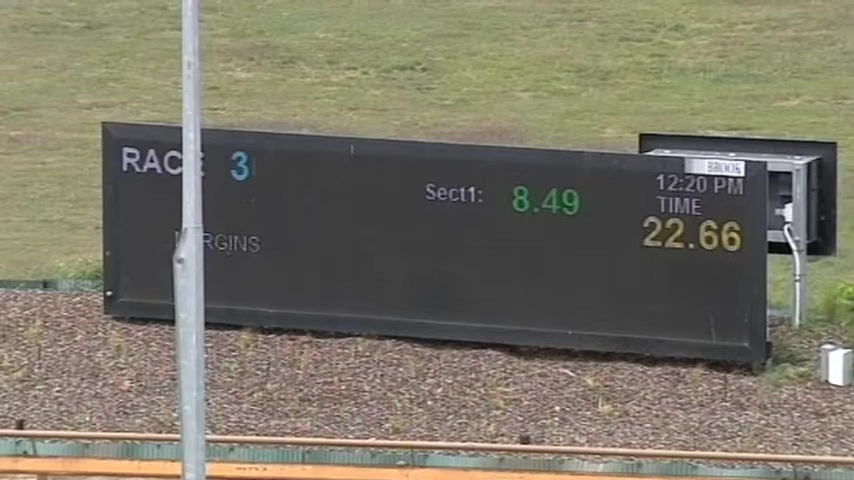 RACE 3
Sect1: 8.49
12:20 PM
TIME
22.66
MARGINS